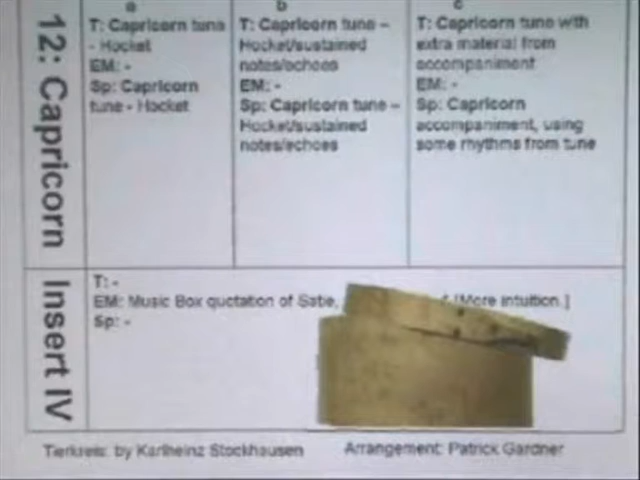 12: Capricorn
a
T: Capricorn tune
- Hocket
EM: -
Sp: Capricorn
tune - Hocket
b
T: Capricorn tune –
Hocket/sustained
notes/echoes
EM: -
Sp: Capricorn tune –
Hocket/sustained
notes/echoes
c
T: Capricorn tune with
extra material from
accompaniment
EM: -
Sp: Capricorn
accompaniment, using
some rhythms from tune
Insert IV
T: -
EM: Music Box quotation of Satie, [More intuition.]
Sp: -
Tierkreis: by Karlheinz Stockhausen
Arrangement: Patrick Gardner